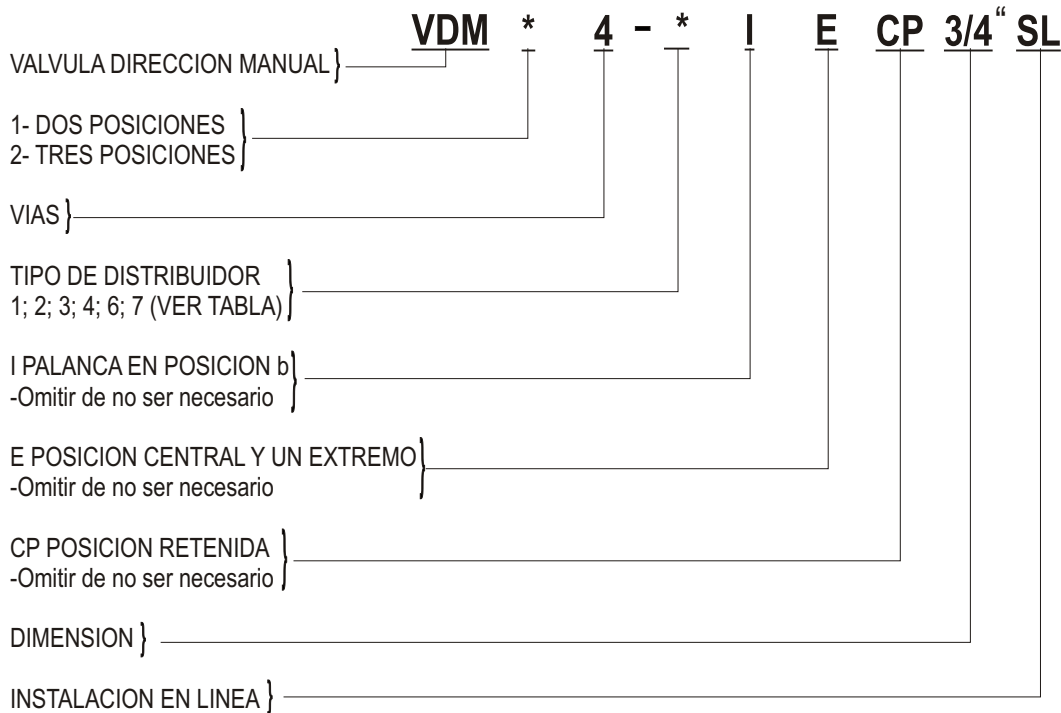 VDM * 4 - * I E CP 3/4" SL
VALVULA DIRECCION MANUAL}
1- DOS POSICIONES
2- TRES POSICIONES}
VIAS}
TIPO DE DISTRIBUIDOR
1; 2; 3; 4; 6; 7 (VER TABLA)}
I PALANCA EN POSICION b
-Omitir de no ser necesario}
E POSICION CENTRAL Y UN EXTREMO
-Omitir de no ser necesario}
CP POSICION RETENIDA
-Omitir de no ser necesario}
DIMENSION}
INSTALACION EN LINEA}